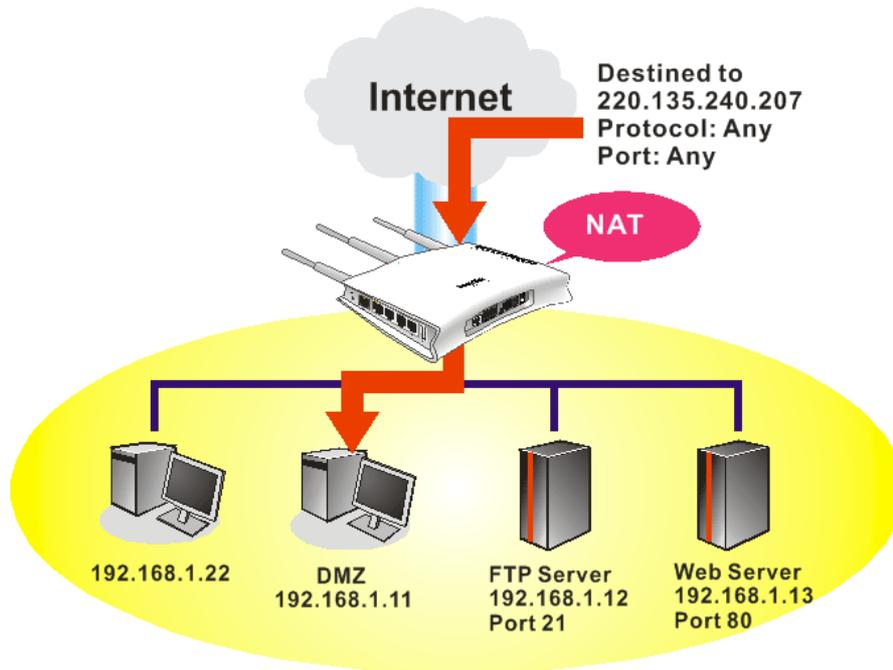 Internet
Destined to
220.135.240.207
Protocol: Any
Port: Any
NAT
192.168.1.22
DMZ
192.168.1.11
FTP Server
192.168.1.12
Port 21
Web Server
192.168.1.13
Port 80